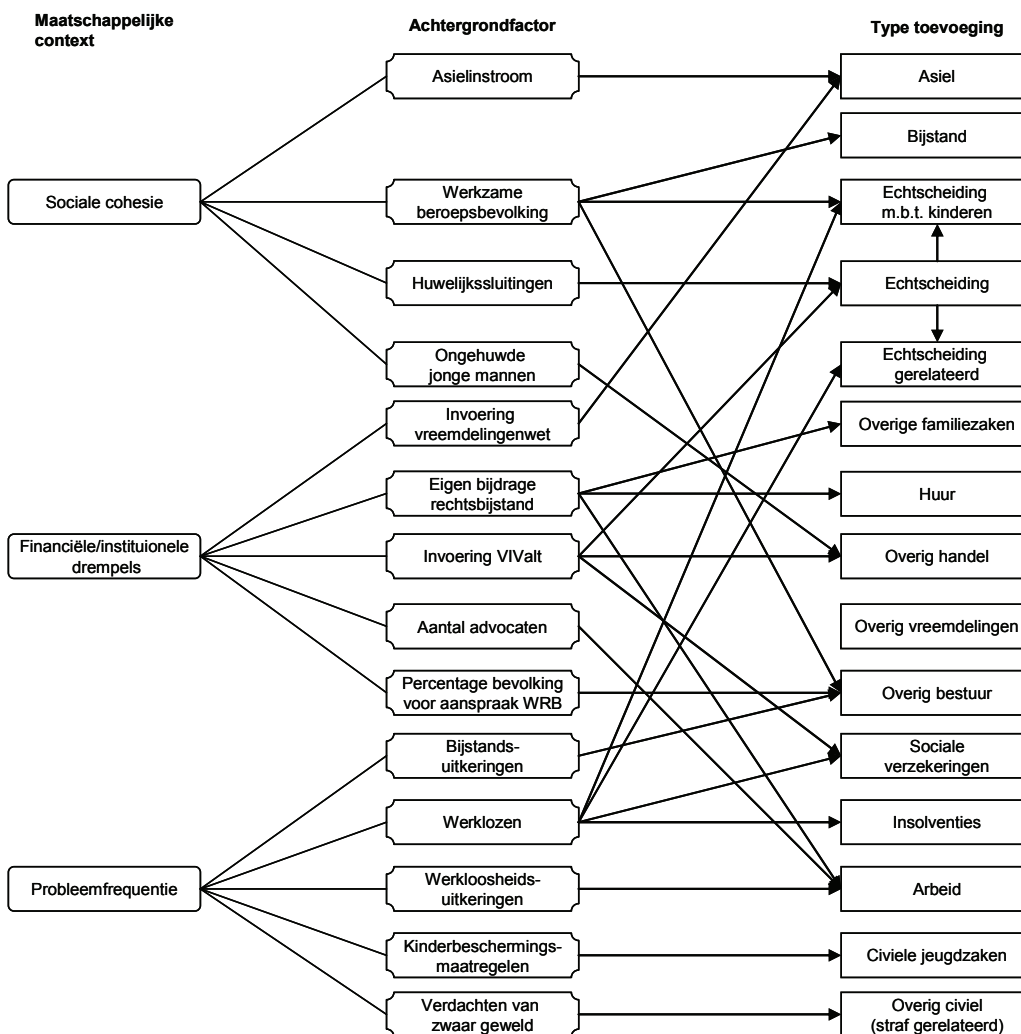 Maatschappelijke
context
Achtergrondfactor
Type toevoeging
Sociale cohesie
Financiële/instituionele
drempels
Probleemfrequentie
Asielinstroom
Werkzame
beroepsbevolking
Huwelijkssluitingen
Ongehuwde
jonge mannen
Invoering
vreemdelingenwet
Eigen bijdrage
rechtsbijstand
Invoering VIValt
Aantal advocaten
Percentage bevolking
voor aanspraak WRB
Bijstands-
uitkeringen
Werklozen
Werkloosheids-
uitkeringen
Kinderbeschermings-
maatregelen
Verdachten van
zwaar geweld
Asiel
Bijstand
Echtscheiding
m.b.t. kinderen
Echtscheiding
Echtscheiding
gerelateerd
Overige familiezaken
Huur
Overig handel
Overig vreemdelingen
Overig bestuur
Sociale
verzekeringen
Insolventies
Arbeid
Civiele jeugdzaken
Overig civiel
(straf gerelateerd)